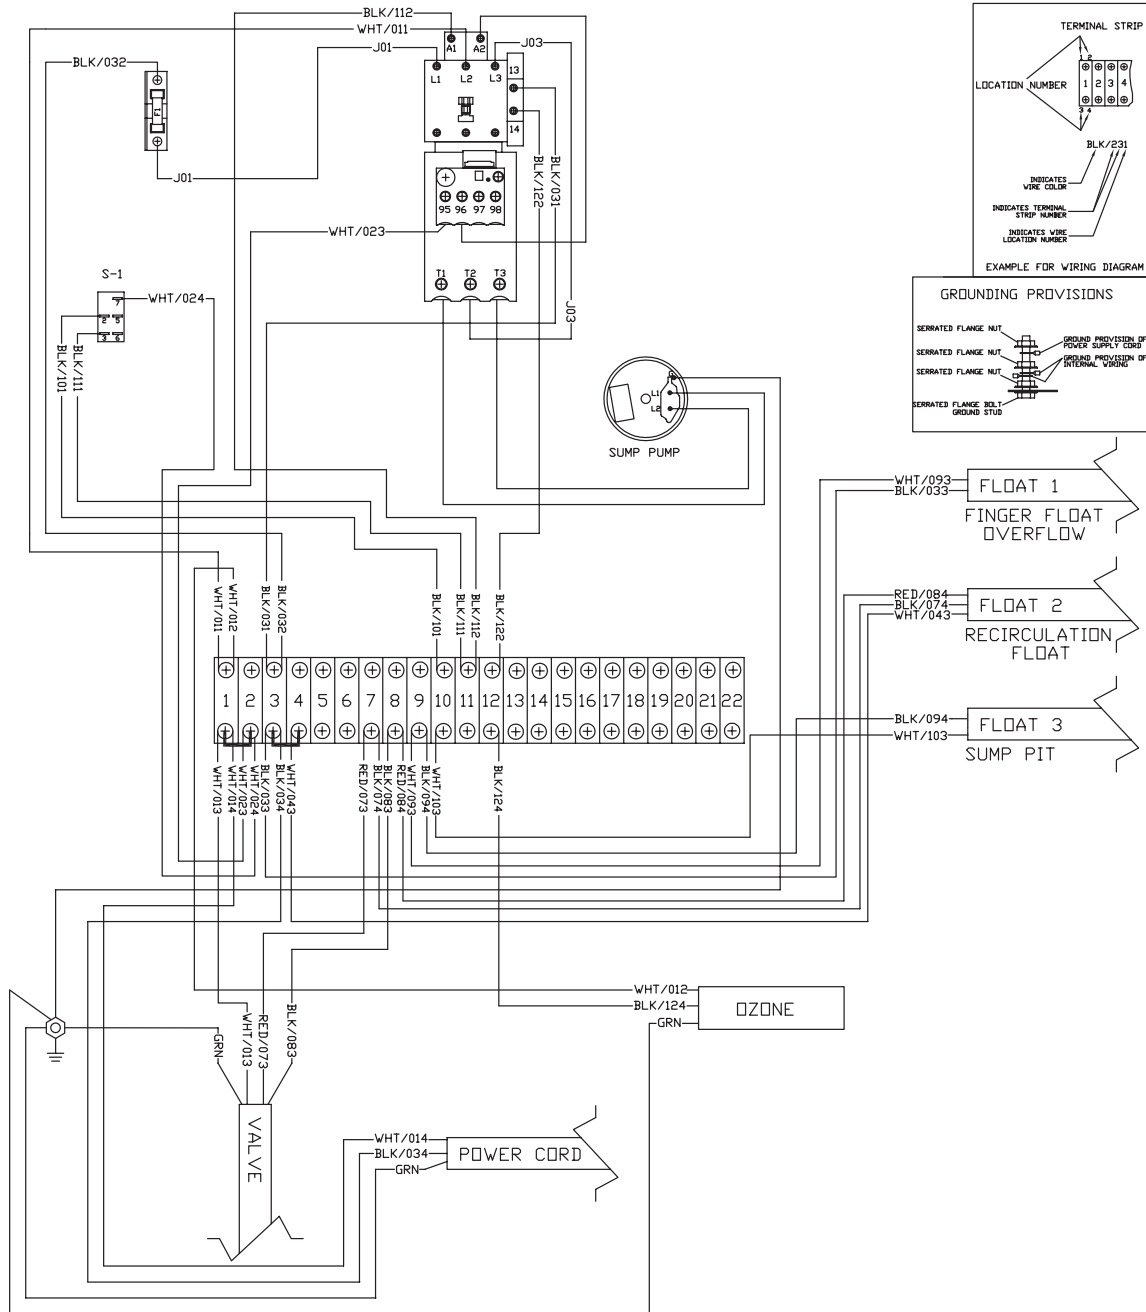 BLK/112
WHT/011
J01
J03
BLK/032
A1
A2
L1
L2
L3
13
14
F1
J01
BLK/122
BLK/031
95 96 97 98
WHT/023
T1
T2
T3
J03
S-1
7
2 5
3 6
WHT/024
BLK/101
BLK/111
L1
L2
SUMP PUMP
TERMINAL STRIP
1 2
LOCATION NUMBER
1 2 3 4
3 4
BLK/231
INDICATES
WIRE COLOR
INDICATES TERMINAL
STRIP NUMBER
INDICATES WIRE
LOCATION NUMBER
EXAMPLE FOR WIRING DIAGRAM
GROUNDING PROVISIONS
SERRATED FLANGE NUT
SERRATED FLANGE NUT
SERRATED FLANGE NUT
SERRATED FLANGE BOLT
GROUND STUD
GROUND PROVISION OF
POWER SUPPLY CORD
GROUND PROVISION OF
INTERNAL WIRING
WHT/093
BLK/033
FLOAT 1
FINGER FLOAT
OVERFLOW
RED/084
BLK/074
WHT/043
FLOAT 2
RECIRCULATION
FLOAT
BLK/094
WHT/103
FLOAT 3
SUMP PIT
WHT/011
WHT/012
BLK/031
BLK/032
BLK/101
BLK/111
BLK/112
BLK/122
1 2 3 4 5 6 7 8 9 10 11 12 13 14 15 16 17 18 19 20 21 22
WHT/013
WHT/014
WHT/023
WHT/024
BLK/033
BLK/034
WHT/043
RED/073
BLK/074
BLK/083
RED/084
WHT/093
BLK/094
WHT/103
BLK/124
WHT/012
BLK/124
GRN
OZONE
GRN
WHT/013
RED/073
BLK/083
VALVE
WHT/014
BLK/034
GRN
POWER CORD